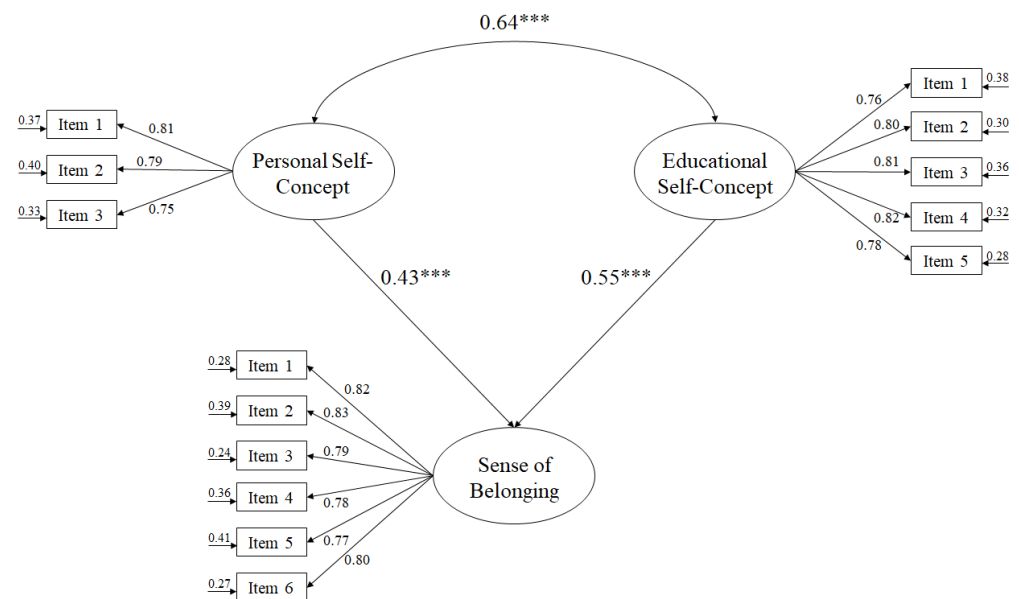 0.64***
0.37
Item 1
0.81
0.40
Item 2
0.79
0.33
Item 3
0.75
Personal Self-
Concept
Educational
Self-Concept
0.76
Item 1
0.38
0.80
Item 2
0.30
0.81
Item 3
0.36
0.82
Item 4
0.32
0.78
Item 5
0.28
0.43***
0.55***
0.28
Item 1
0.82
0.39
Item 2
0.83
0.24
Item 3
0.79
0.36
Item 4
0.78
0.41
Item 5
0.77
0.27
Item 6
0.80
Sense of
Belonging